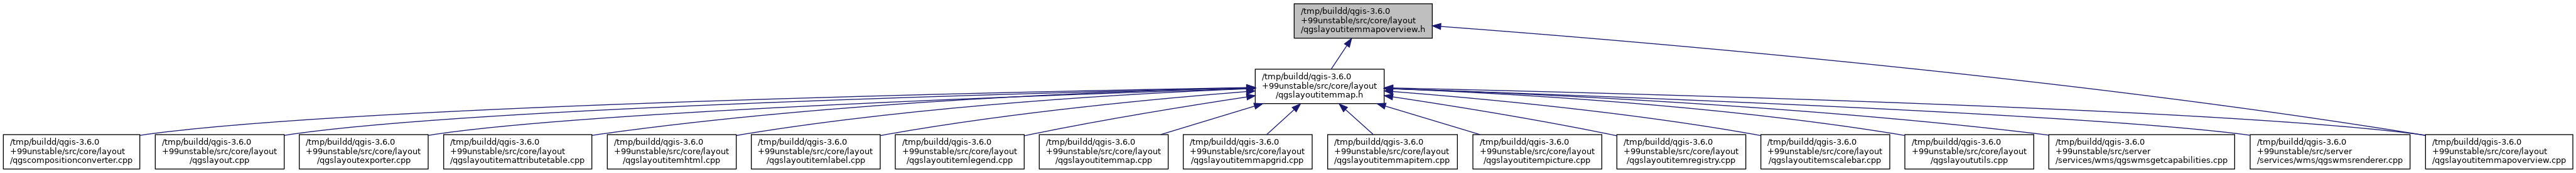 /tmp/buildd/qgis-3.6.0
+99unstable/src/core/layout
/qgslayoutitemmapoverview.h
/tmp/buildd/qgis-3.6.0
+99unstable/src/core/layout
/qgslayoutitemmap.h
/tmp/buildd/qgis-3.6.0
+99unstable/src/core/layout
/qgscompositionconverter.cpp
/tmp/buildd/qgis-3.6.0
+99unstable/src/core/layout
/qgslayout.cpp
/tmp/buildd/qgis-3.6.0
+99unstable/src/core/layout
/qgslayoutexporter.cpp
/tmp/buildd/qgis-3.6.0
+99unstable/src/core/layout
/qgslayoutitemattributetable.cpp
/tmp/buildd/qgis-3.6.0
+99unstable/src/core/layout
/qgslayoutitemhtml.cpp
/tmp/buildd/qgis-3.6.0
+99unstable/src/core/layout
/qgslayoutitemlabel.cpp
/tmp/buildd/qgis-3.6.0
+99unstable/src/core/layout
/qgslayoutitemlegend.cpp
/tmp/buildd/qgis-3.6.0
+99unstable/src/core/layout
/qgslayoutitemmap.cpp
/tmp/buildd/qgis-3.6.0
+99unstable/src/core/layout
/qgslayoutitemmapgrid.cpp
/tmp/buildd/qgis-3.6.0
+99unstable/src/core/layout
/qgslayoutitemmapitem.cpp
/tmp/buildd/qgis-3.6.0
+99unstable/src/core/layout
/qgslayoutitempicture.cpp
/tmp/buildd/qgis-3.6.0
+99unstable/src/core/layout
/qgslayoutitemregistry.cpp
/tmp/buildd/qgis-3.6.0
+99unstable/src/core/layout
/qgslayoutitemscalebar.cpp
/tmp/buildd/qgis-3.6.0
+99unstable/src/core/layout
/qgslayoututils.cpp
/tmp/buildd/qgis-3.6.0
+99unstable/src/server
/services/wms/qgswmsgetcapabilities.cpp
/tmp/buildd/qgis-3.6.0
+99unstable/src/server
/services/wms/qgswmsrenderer.cpp
/tmp/buildd/qgis-3.6.0
+99unstable/src/core/layout
/qgslayoutitemmapoverview.cpp